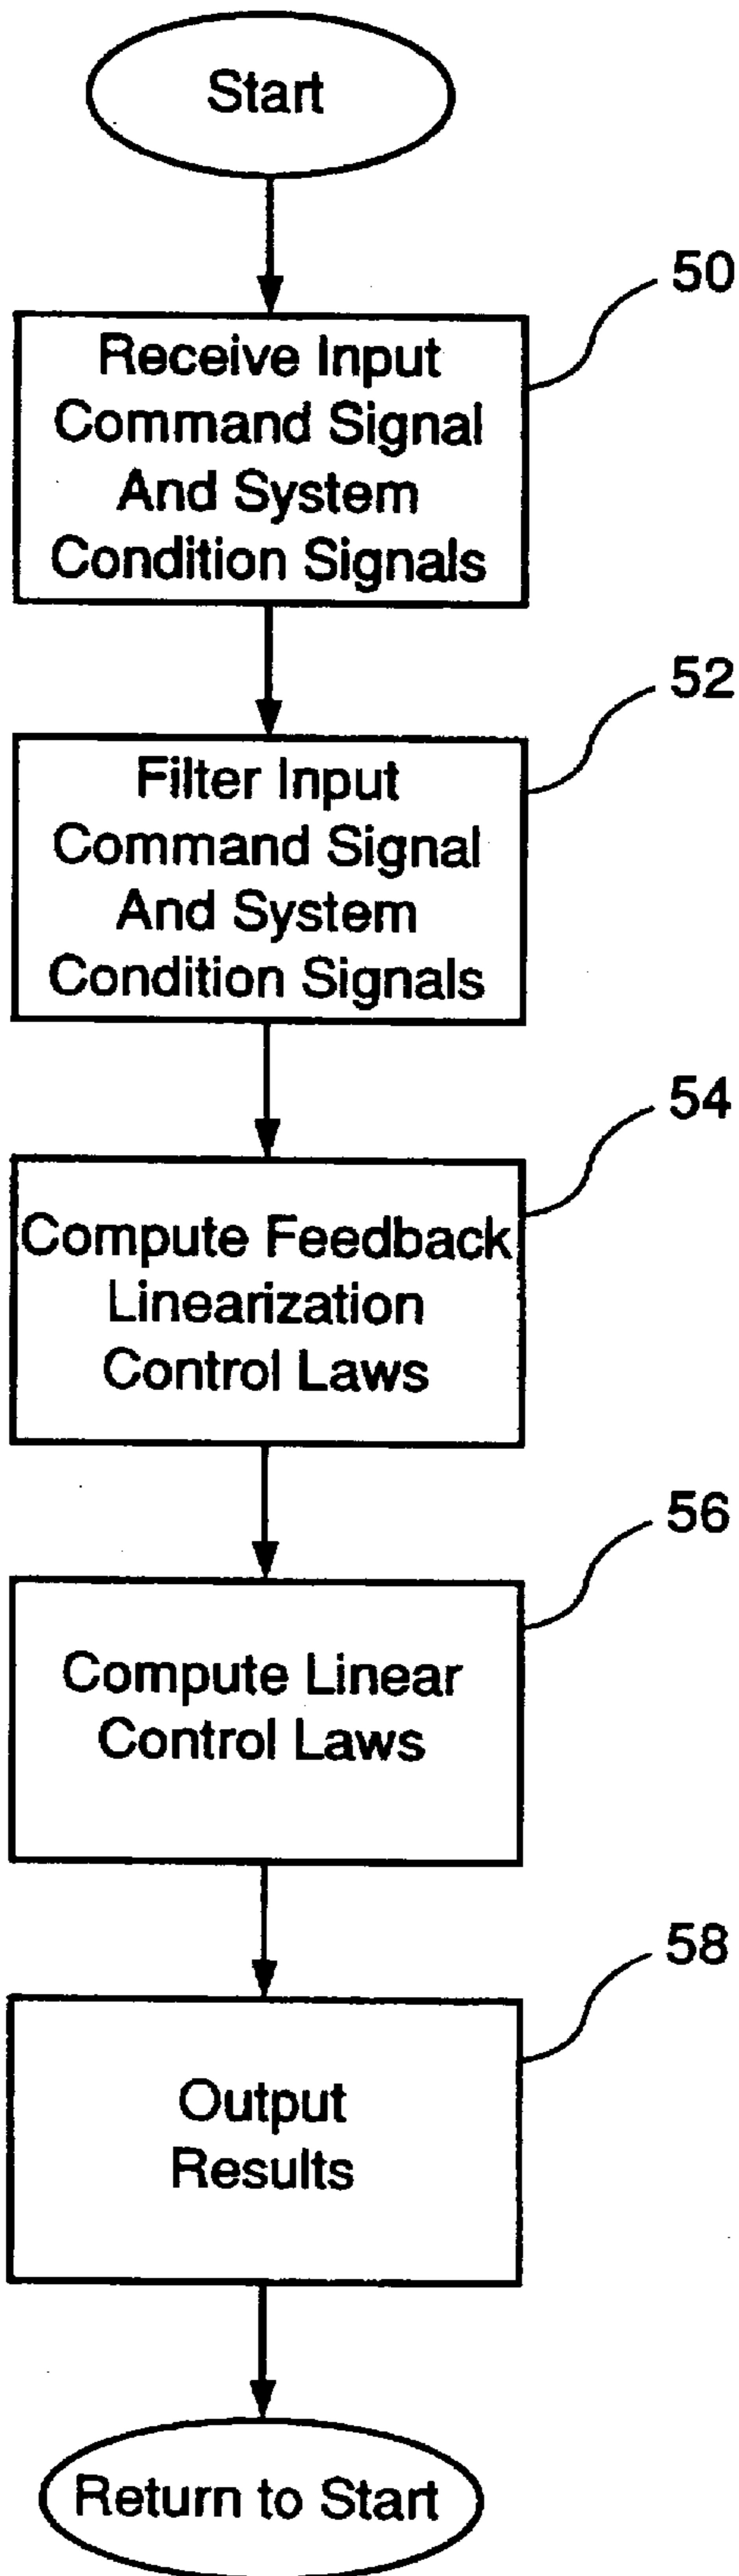 Start
50
Receive Input
Command Signal
And System
Condition Signals
52
Filter Input
Command Signal
And System
Condition Signals
54
Compute Feedback
Linearization
Control Laws
56
Compute Linear
Control Laws
58
Output
Results
Return to Start